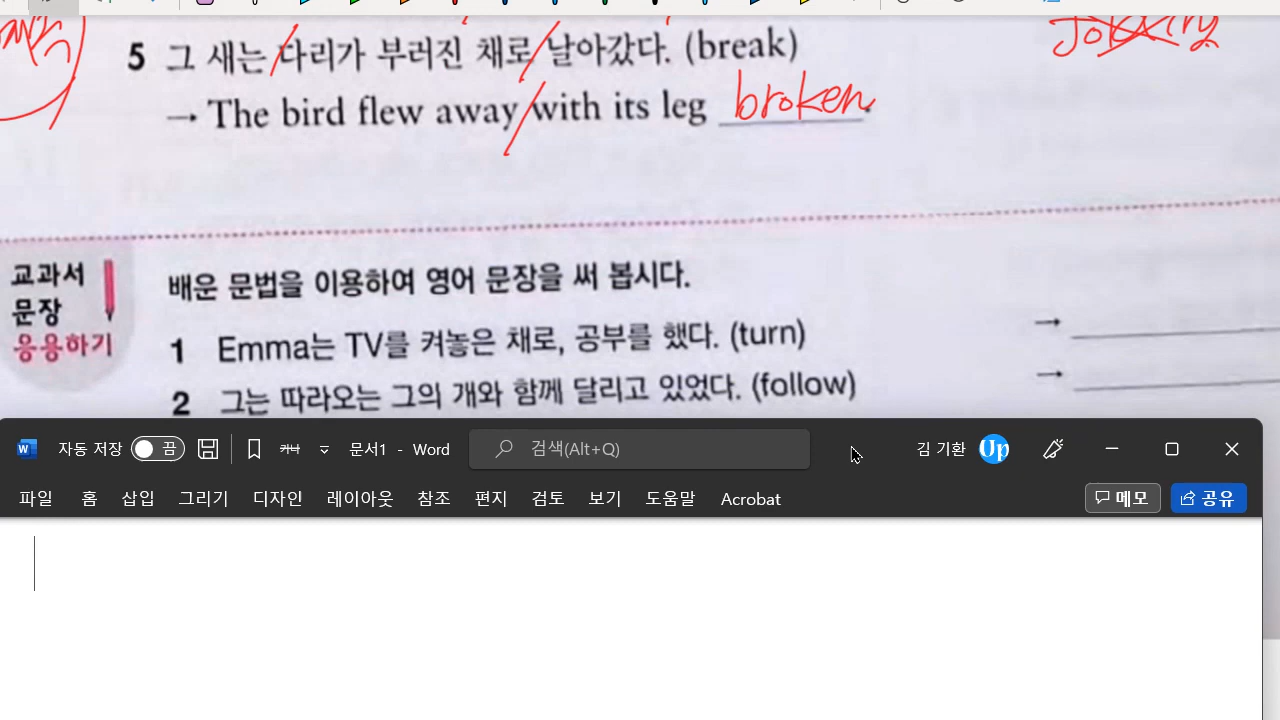 5 그 새는 다리가 부러진 채로 날아갔다. (break)
→ The bird flew away with its leg broken.
교과서
문장
응용하기
배운 문법을 이용하여 영어 문장을 써 봅시다.
1 Emma는 TV를 켜놓은 채로, 공부를 했다. (turn) →
2 그는 따라오는 그의 개와 함께 달리고 있었다. (follow) →
자동 저장 끔 문서1 - Word 검색(Alt+Q) 김 기환 Up
파일 홈 삽입 그리기 디자인 레이아웃 참조 편지 검토 보기 도움말 Acrobat 메모 공유